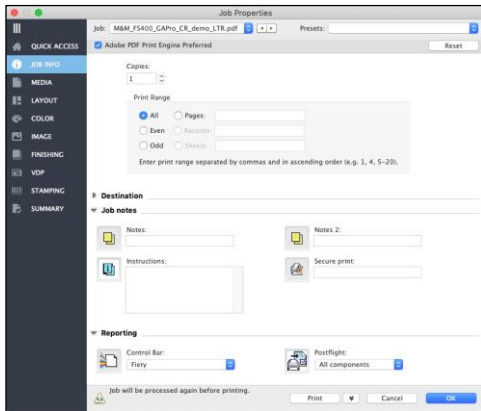 Job Properties
Job: M&M_FS400_GAPro_CR_demo_LTR.pdf Presets:
QUICK ACCESS
JOB INFO
MEDIA
LAYOUT
COLOR
IMAGE
FINISHING
VDP
STAMPING
SUMMARY
Adobe PDF Print Engine Preferred Reset
Copies:
1
Print Range
All Pages:
Even Records:
Odd Sheets:
Enter print range separated by commas and in ascending order (e.g. 1, 4, 5-20).
Destination
Job notes
Notes: Notes 2:
Instructions: Secure print:
Reporting
Control Bar: Postflight:
Fiery All components
Job will be processed again before printing.
Print Cancel OK